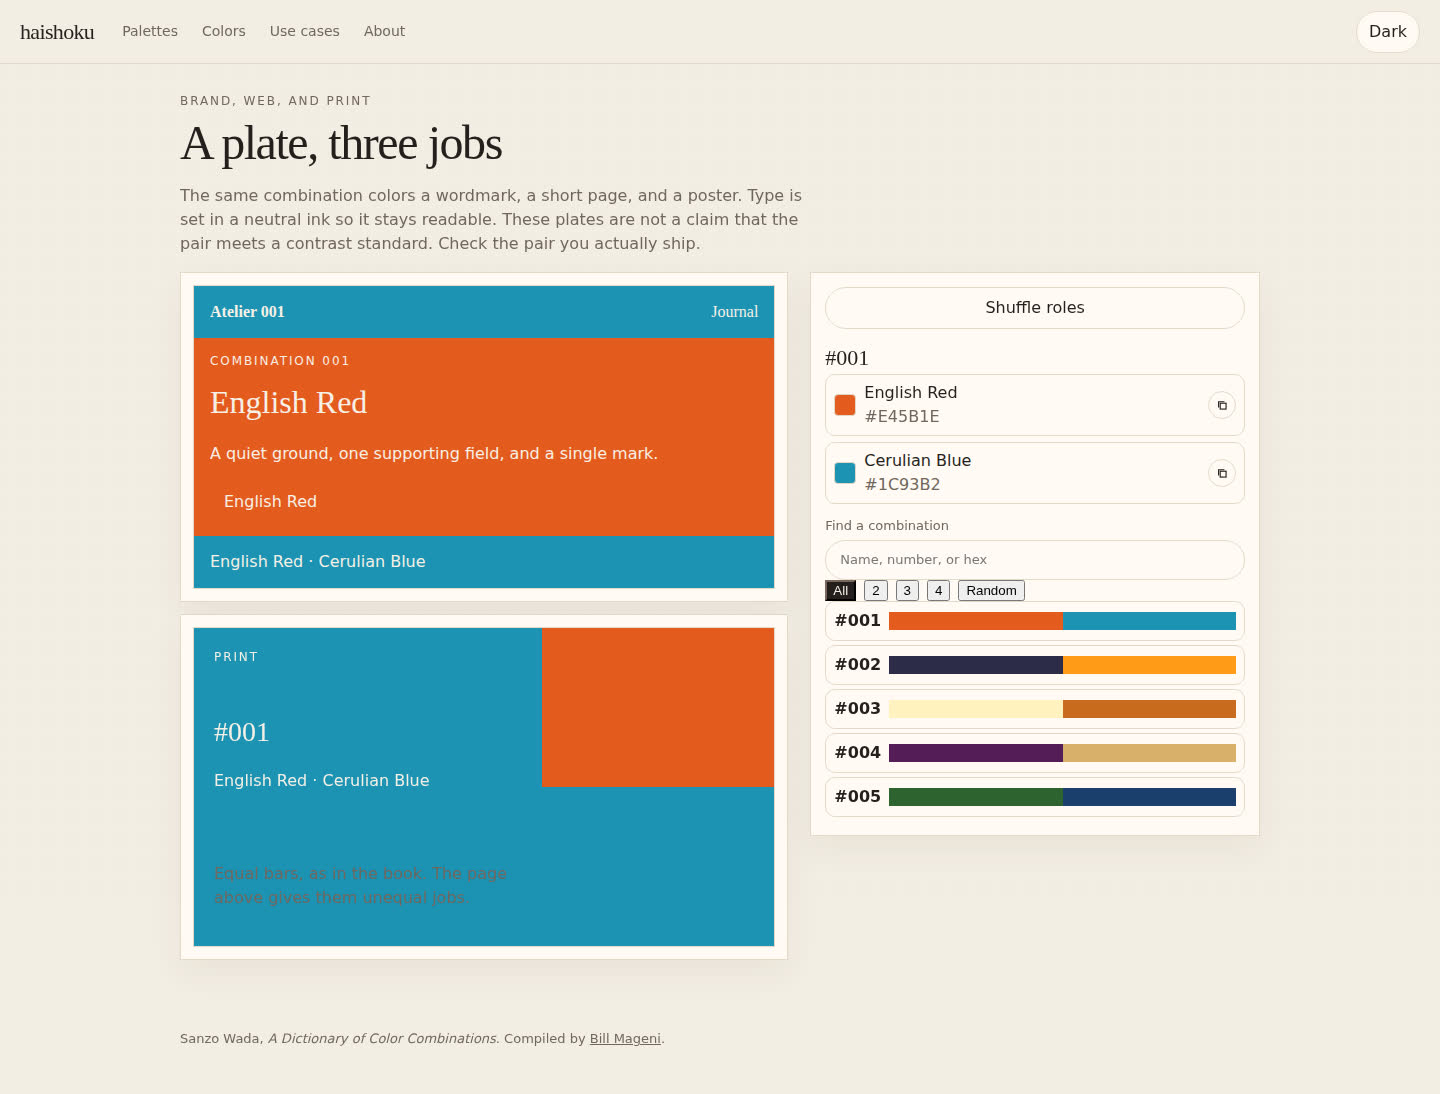 haishoku
Palettes
Colors
Use cases
About
Dark
BRAND, WEB, AND PRINT
A plate, three jobs
The same combination colors a wordmark, a short page, and a poster. Type is
set in a neutral ink so it stays readable. These plates are not a claim that the
pair meets a contrast standard. Check the pair you actually ship.
Atelier 001
Journal
COMBINATION 001
English Red
A quiet ground, one supporting field, and a single mark.
English Red
English Red · Cerulian Blue
PRINT
#001
English Red · Cerulian Blue
Equal bars, as in the book. The page
above gives them unequal jobs.
Shuffle roles
#001
English Red
#E45B1E
Cerulian Blue
#1C93B2
Find a combination
Name, number, or hex
All
2
3
4
Random
#001
#002
#003
#004
#005
Sanzo Wada, A Dictionary of Color Combinations. Compiled by Bill Mageni.